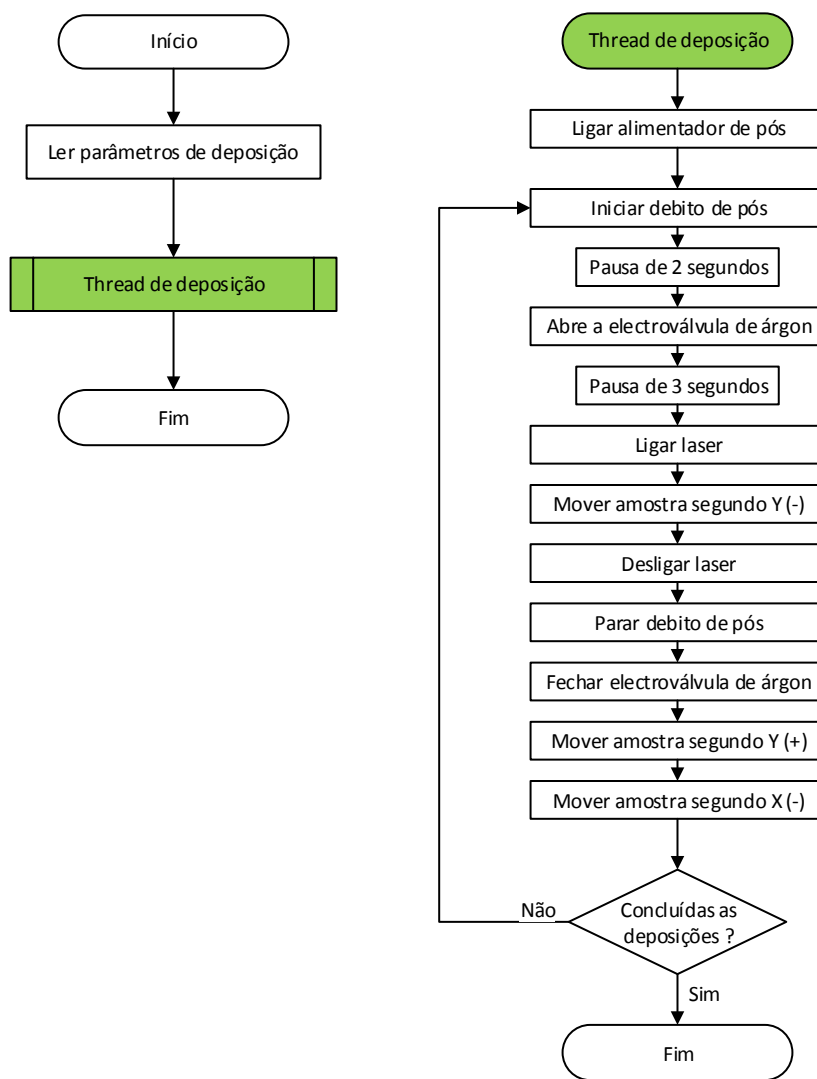 Início
Ler parâmetros de deposição
Thread de deposição
Fim
Thread de deposição
Ligar alimentador de pós
Iniciar debito de pós
Pausa de 2 segundos
Abre a electroválvula de árgon
Pausa de 3 segundos
Ligar laser
Mover amostra segundo Y (-)
Desligar laser
Parar debito de pós
Fechar electroválvula de árgon
Mover amostra segundo Y (+)
Mover amostra segundo X (-)
Não
Concluídas as
deposições ?
Sim
Fim